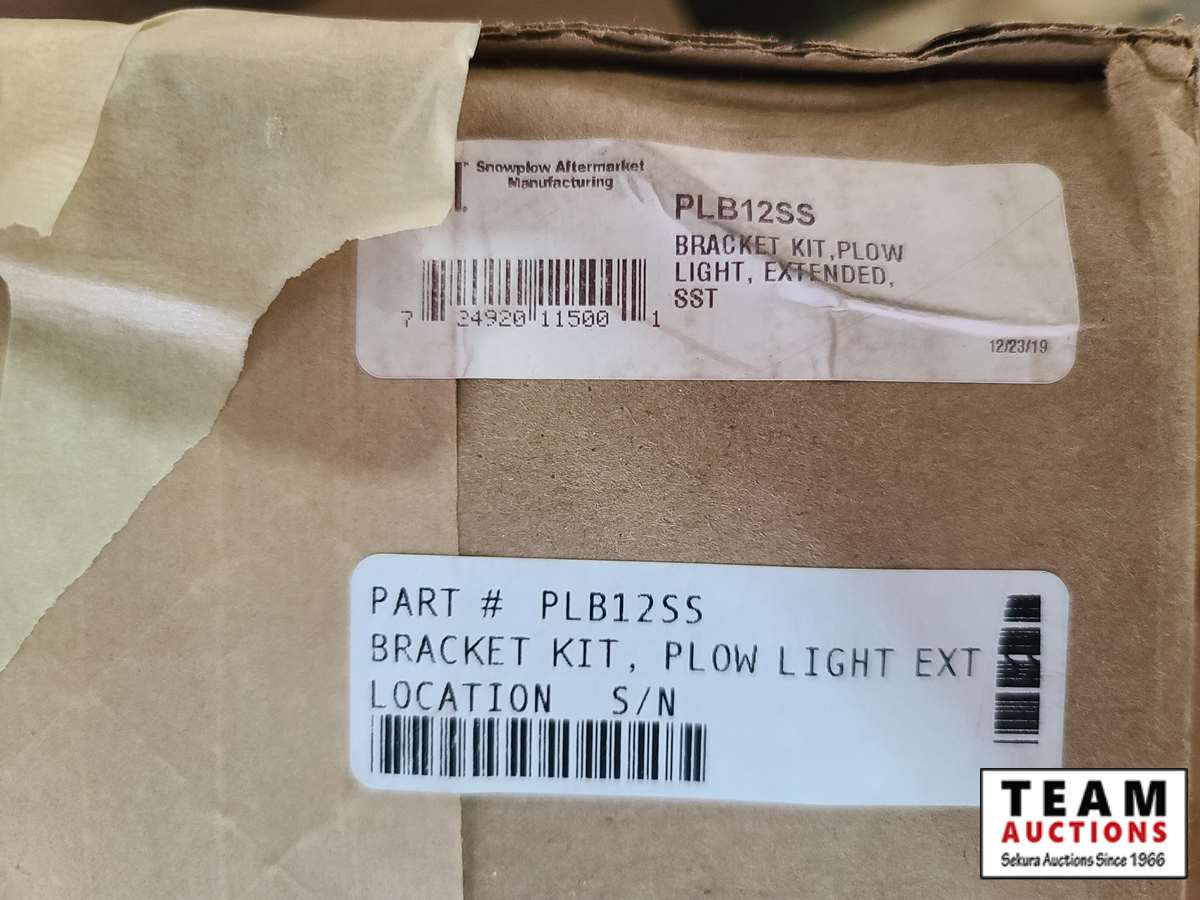 ™ Snowplow Aftermarket
Manufacturing
PLB12SS
BRACKET KIT,PLOW
LIGHT, EXTENDED,
SST
7 24920 11500 1
12/23/19
PART # PLB12SS
BRACKET KIT, PLOW LIGHT EXT
LOCATION S/N
TEAM
AUCTIONS
Sekura Auctions Since 1966